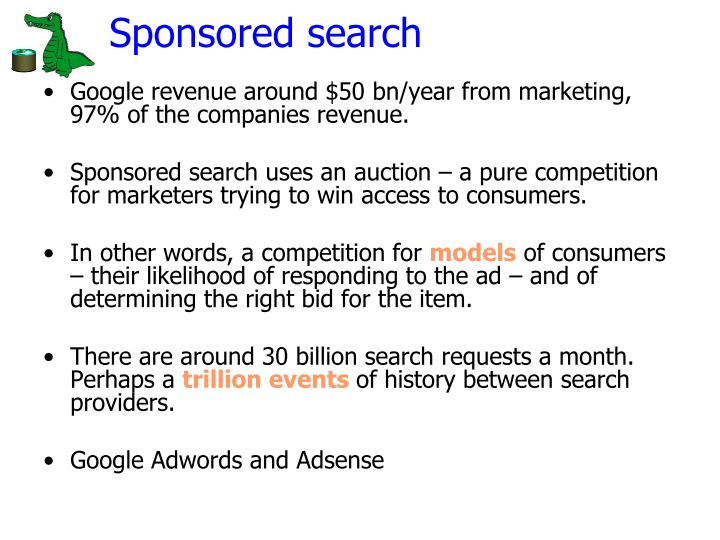 Sponsored search
• Google revenue around $50 bn/year from marketing,
97% of the companies revenue.
• Sponsored search uses an auction – a pure competition
for marketers trying to win access to consumers.
• In other words, a competition for models of consumers
– their likelihood of responding to the ad – and of
determining the right bid for the item.
• There are around 30 billion search requests a month.
Perhaps a trillion events of history between search
providers.
• Google Adwords and Adsense